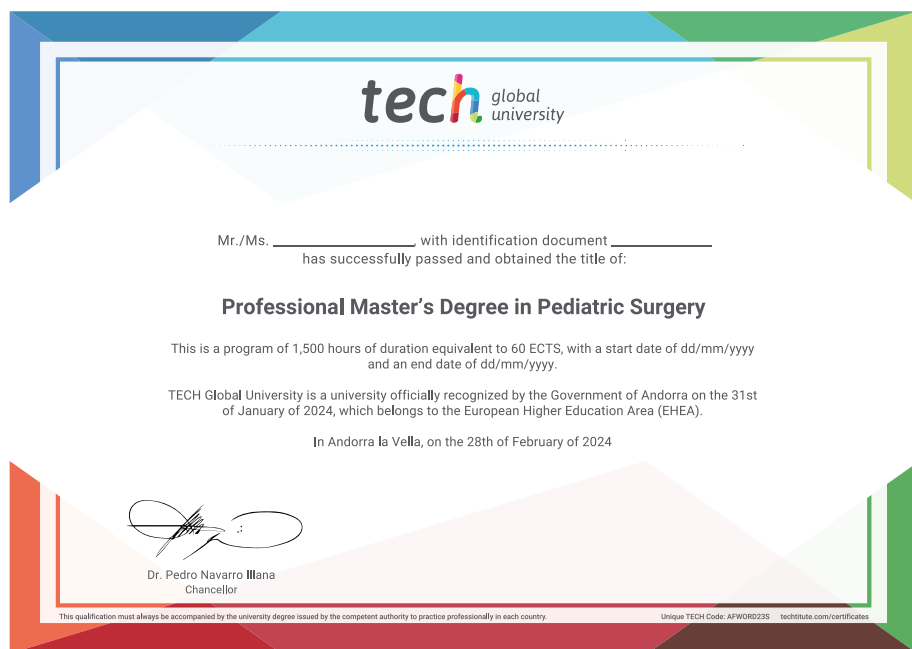 tech global university
Mr./Ms. ____________________, with identification document ______________
has successfully passed and obtained the title of:
Professional Master's Degree in Pediatric Surgery
This is a program of 1,500 hours of duration equivalent to 60 ECTS, with a start date of dd/mm/yyyy
and an end date of dd/mm/yyyy.
TECH Global University is a university officially recognized by the Government of Andorra on the 31st
of January of 2024, which belongs to the European Higher Education Area (EHEA).
In Andorra la Vella, on the 28th of February of 2024
Dr. Pedro Navarro Illana
Chancellor
This qualification must always be accompanied by the university degree issued by the competent authority to practice professionally in each country.
Unique TECH Code: AFWORD23S techtitute.com/certificates